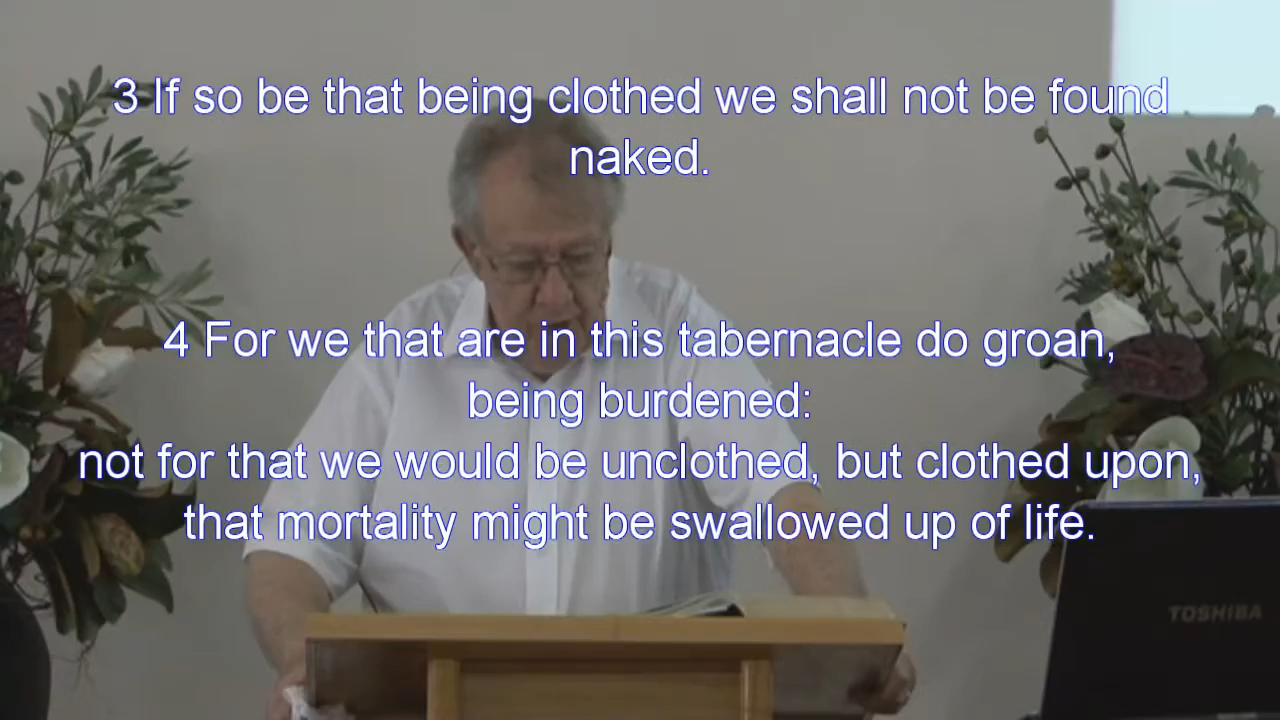 3 If so be that being clothed we shall not be found
naked.
4 For we that are in this tabernacle do groan,
being burdened:
not for that we would be unclothed, but clothed upon,
that mortality might be swallowed up of life.
TOSHIBA